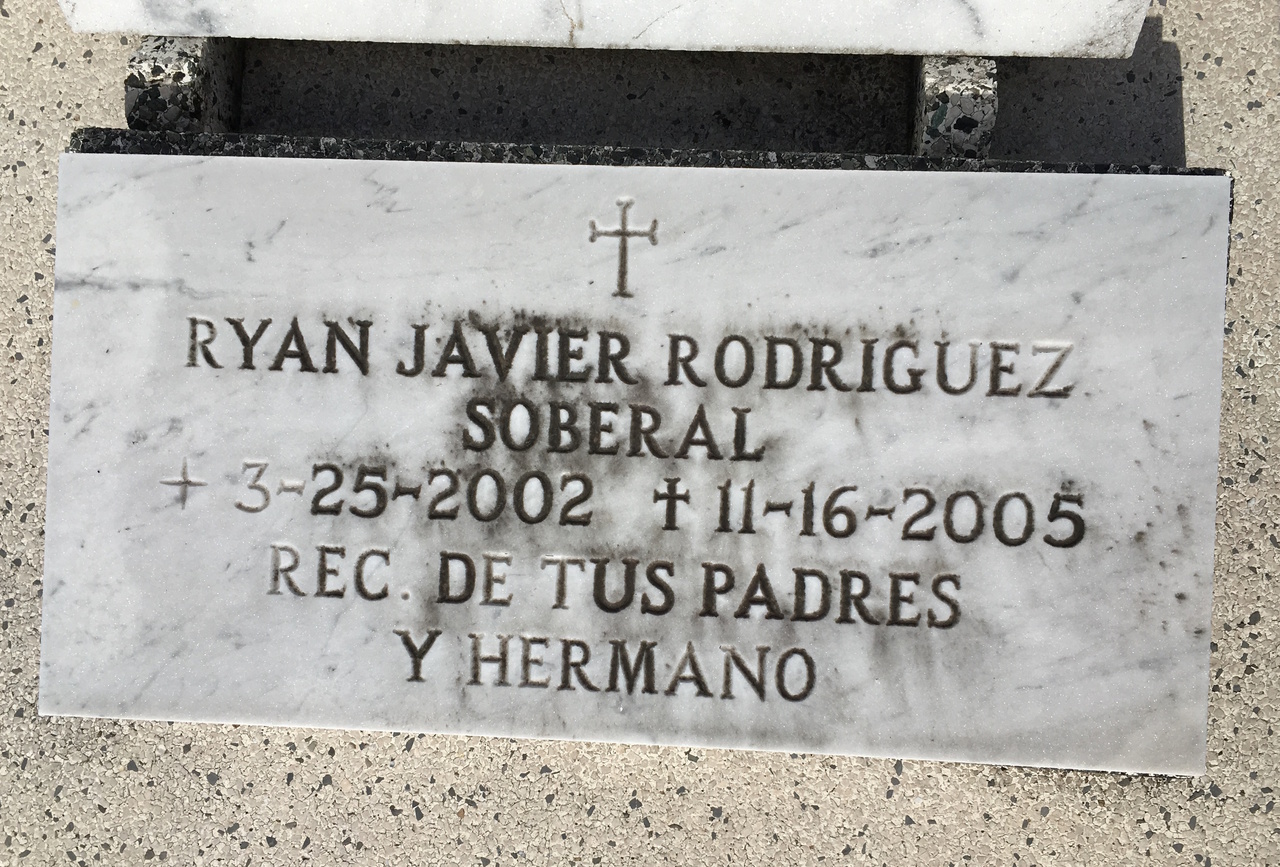 RYAN JAVIER RODRIGUEZ
SOBERAL
+ 3-25-2002 ✝ 11-16-2005
REC. DE TUS PADRES
Y HERMANO